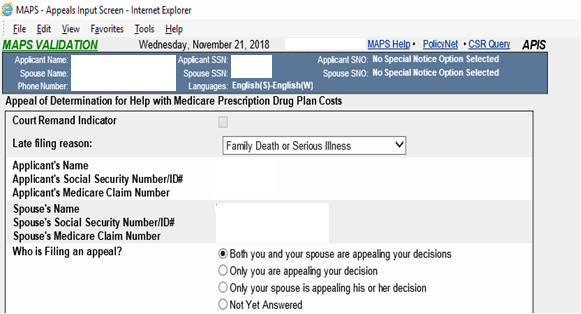 MAPS - Appeals Input Screen - Internet Explorer
File Edit View Favorites Tools Help
MAPS VALIDATION Wednesday, November 21, 2018 MAPS Help • PolicyNet • CSR Query APIS
Applicant Name: Applicant SSN: Applicant SNO: No Special Notice Option Selected
Spouse Name: Spouse SSN: Spouse SNO: No Special Notice Option Selected
Phone Number: Languages: English(S)-English(W)
Appeal of Determination for Help with Medicare Prescription Drug Plan Costs
Court Remand Indicator
Late filing reason: Family Death or Serious Illness
Applicant's Name
Applicant's Social Security Number/ID#
Applicant's Medicare Claim Number
Spouse's Name
Spouse's Social Security Number/ID#
Spouse's Medicare Claim Number
Who is Filing an appeal? Both you and your spouse are appealing your decisions
Only you are appealing your decision
Only your spouse is appealing his or her decision
Not Yet Answered